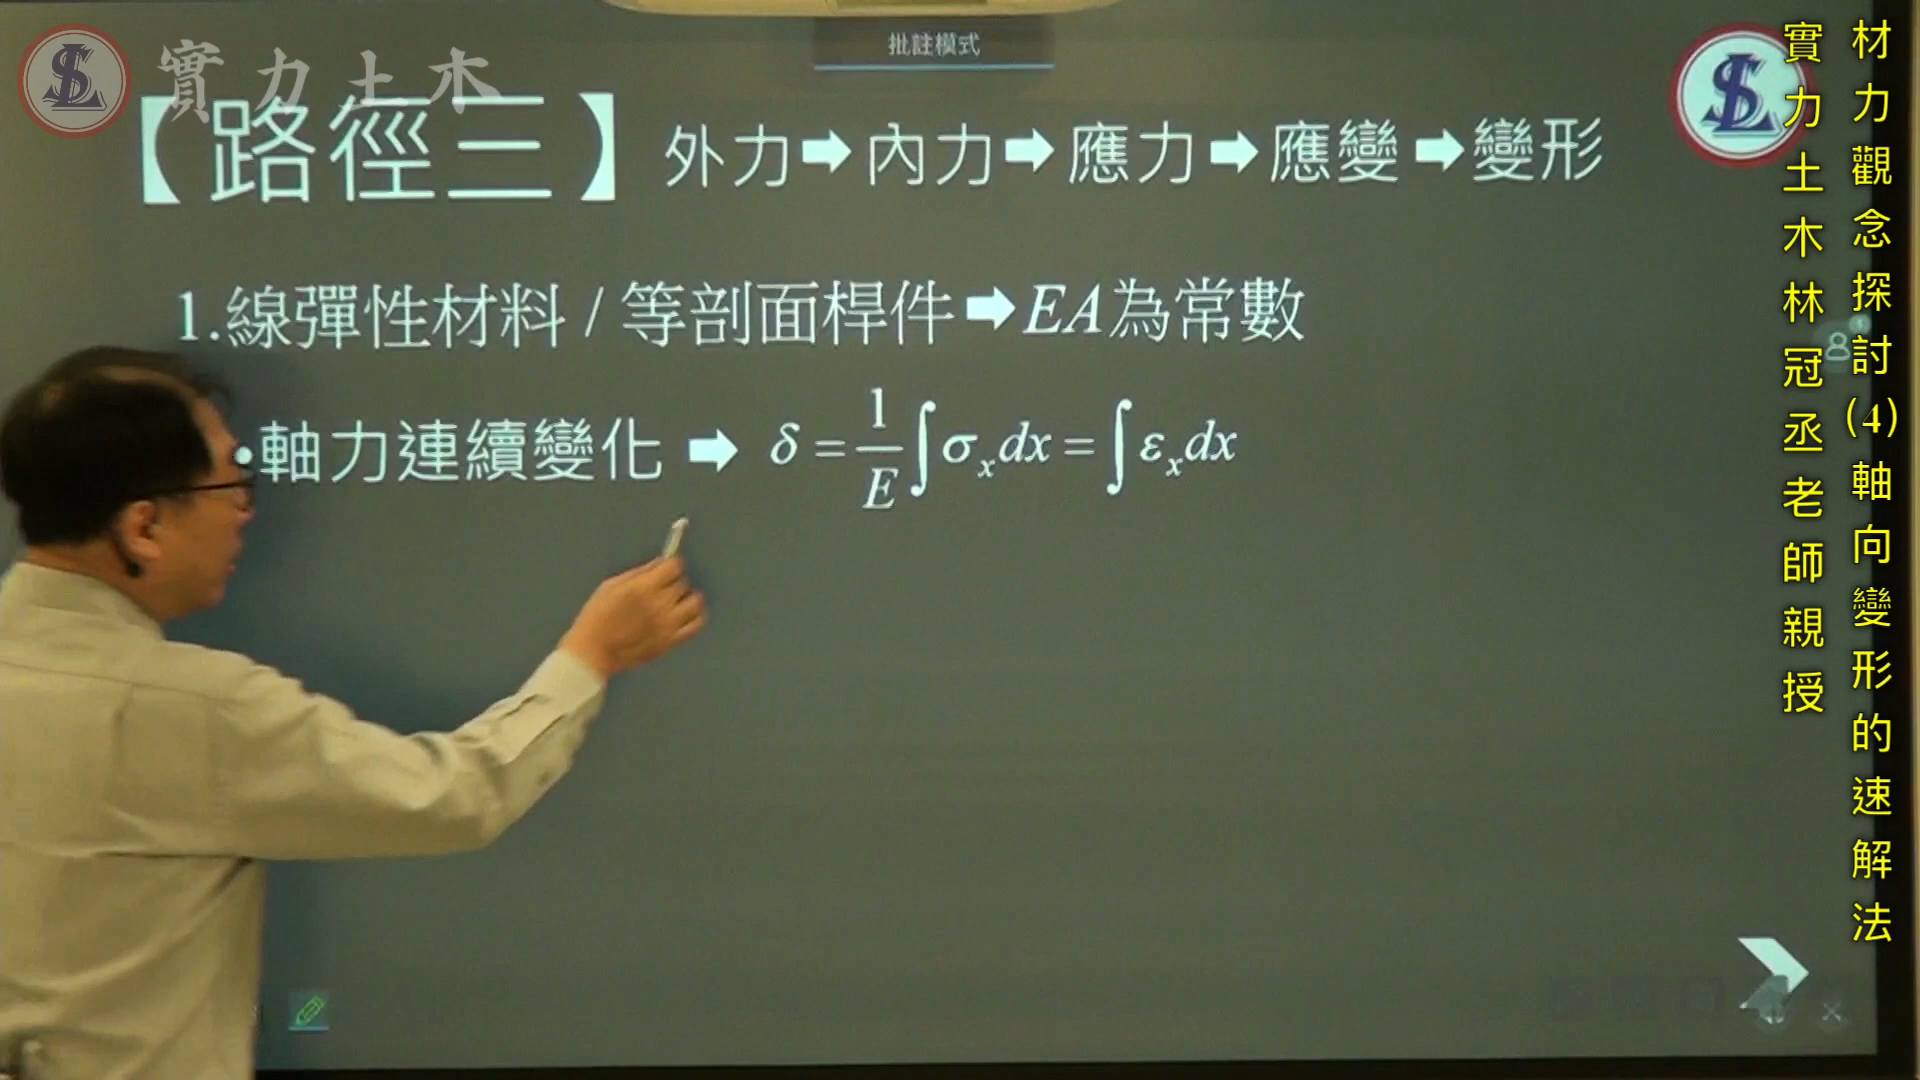 實力土木
批註模式
【路徑三】外力➡內力➡應力➡應變➡變形
1.線彈性材料 / 等剖面桿件➡EA為常數
•軸力連續變化 ➡ δ = 1/E ∫σₓdx = ∫εₓdx
材力觀念探討(4)軸向變形的速解法
實力土木林冠丞老師親授